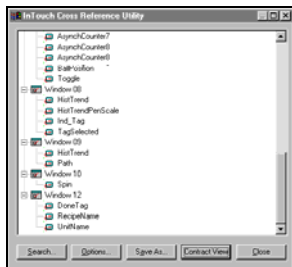 InTouch Cross Reference Utility
AsynchCounter7
AsynchCounter8
AsynchCounter8
BallPosition
Toggle
Window 08
HistTrend
HistTrendPenScale
Ind_Tag
TagSelected
Window 09
HistTrend
Path
Window 10
Spin
Window 12
DoneTag
RecipeName
UnitName
Search...
Options...
Save As...
Contract View
Close